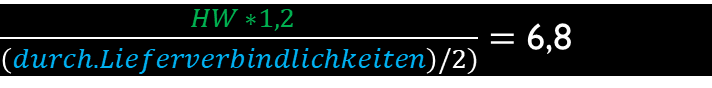 HW *1,2
(durch.Lieferverbindlichkeiten)/2) = 6,8